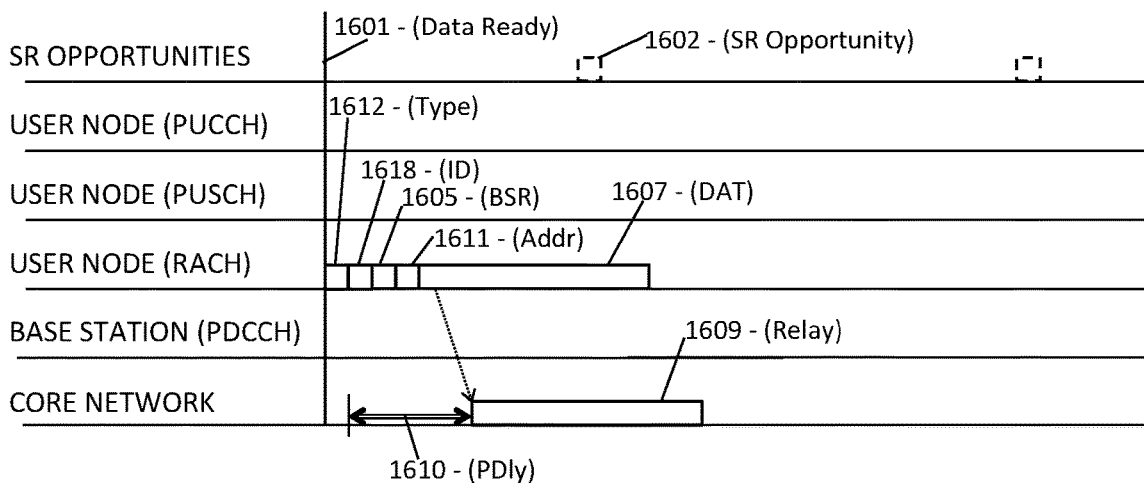 1601 - (Data Ready)
1602 - (SR Opportunity)
SR OPPORTUNITIES
1612 - (Type)
USER NODE (PUCCH)
1618 - (ID)
1607 - (DAT)
USER NODE (PUSCH)
1605 - (BSR)
1611 - (Addr)
USER NODE (RACH)
BASE STATION (PDCCH)
1609 - (Relay)
CORE NETWORK
1610 - (PDly)